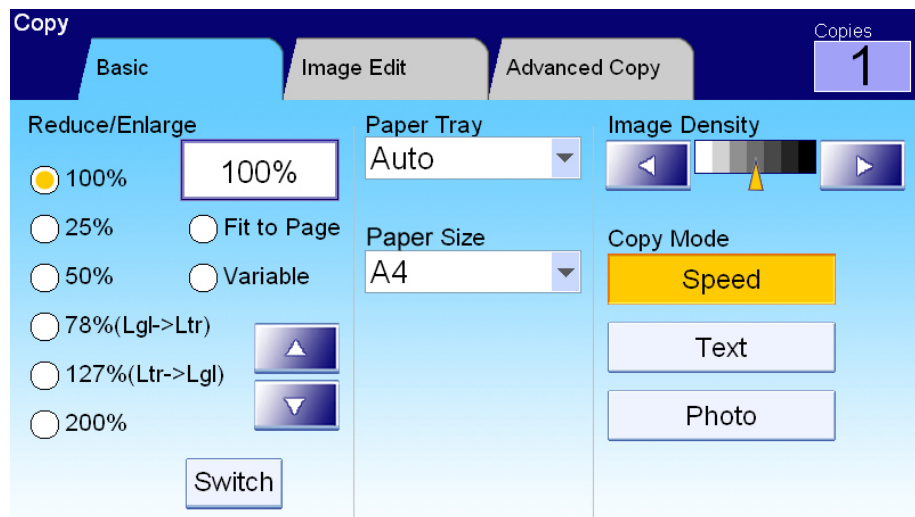 Copy
Copies
1
Basic
Image Edit
Advanced Copy
Reduce/Enlarge
100%
100%
25%
Fit to Page
50%
Variable
78%(Lgl->Ltr)
127%(Ltr->Lgl)
200%
Switch
Paper Tray
Auto
Paper Size
A4
Image Density
Copy Mode
Speed
Text
Photo